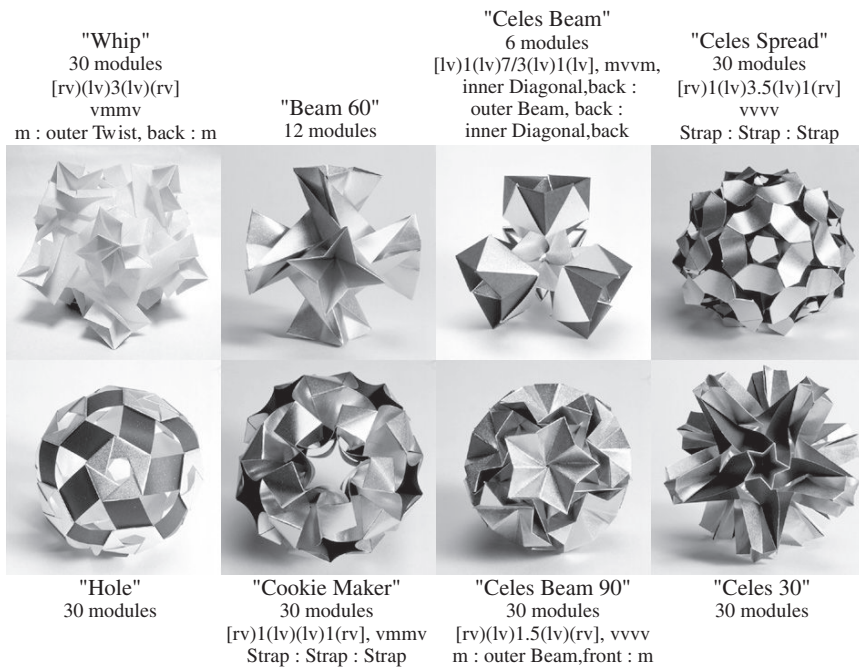 "Whip"
30 modules
[rv)(lv)3(lv)(rv]
vmmv
m : outer Twist, back : m
"Beam 60"
12 modules
"Celes Beam"
6 modules
[lv)1(lv)7/3(lv)1(lv], mvvm,
inner Diagonal,back :
outer Beam, back :
inner Diagonal,back
"Celes Spread"
30 modules
[rv)1(lv)3.5(lv)1(rv]
vvvv
Strap : Strap : Strap
"Hole"
30 modules
"Cookie Maker"
30 modules
[rv)1(lv)(lv)1(rv], vmmv
Strap : Strap : Strap
"Celes Beam 90"
30 modules
[rv)(lv)1.5(lv)(rv], vvvv
m : outer Beam,front : m
"Celes 30"
30 modules